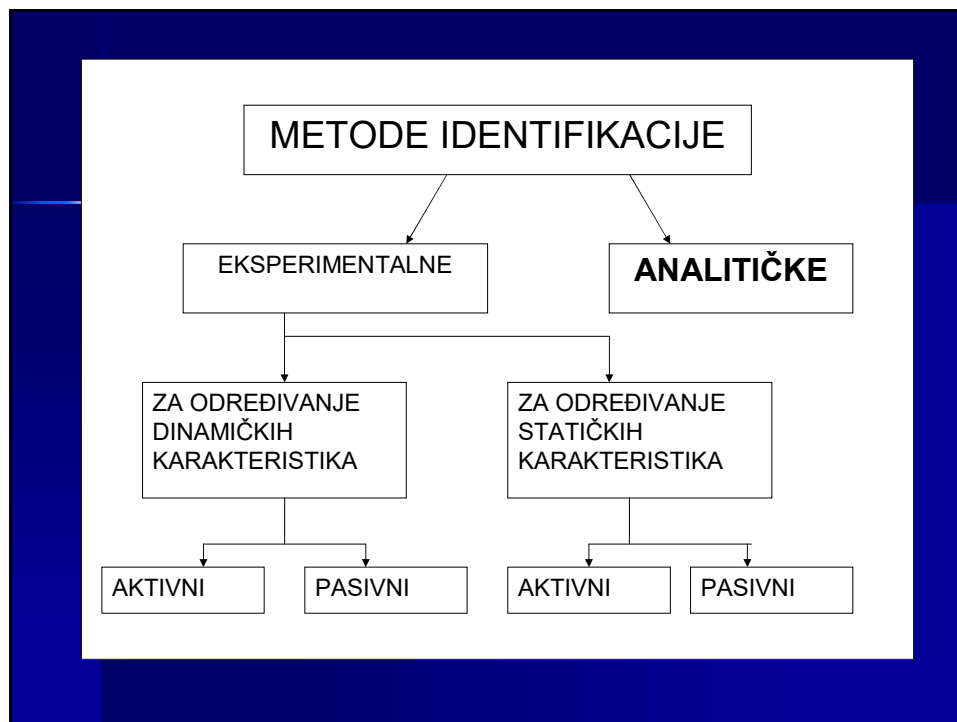 METODE IDENTIFIKACIJE
EKSPERIMENTALNE
ANALITIČKE
ZA ODREĐIVANJE
DINAMIČKIH
KARAKTERISTIKA
ZA ODREĐIVANJE
STATIČKIH
KARAKTERISTIKA
AKTIVNI
PASIVNI
AKTIVNI
PASIVNI